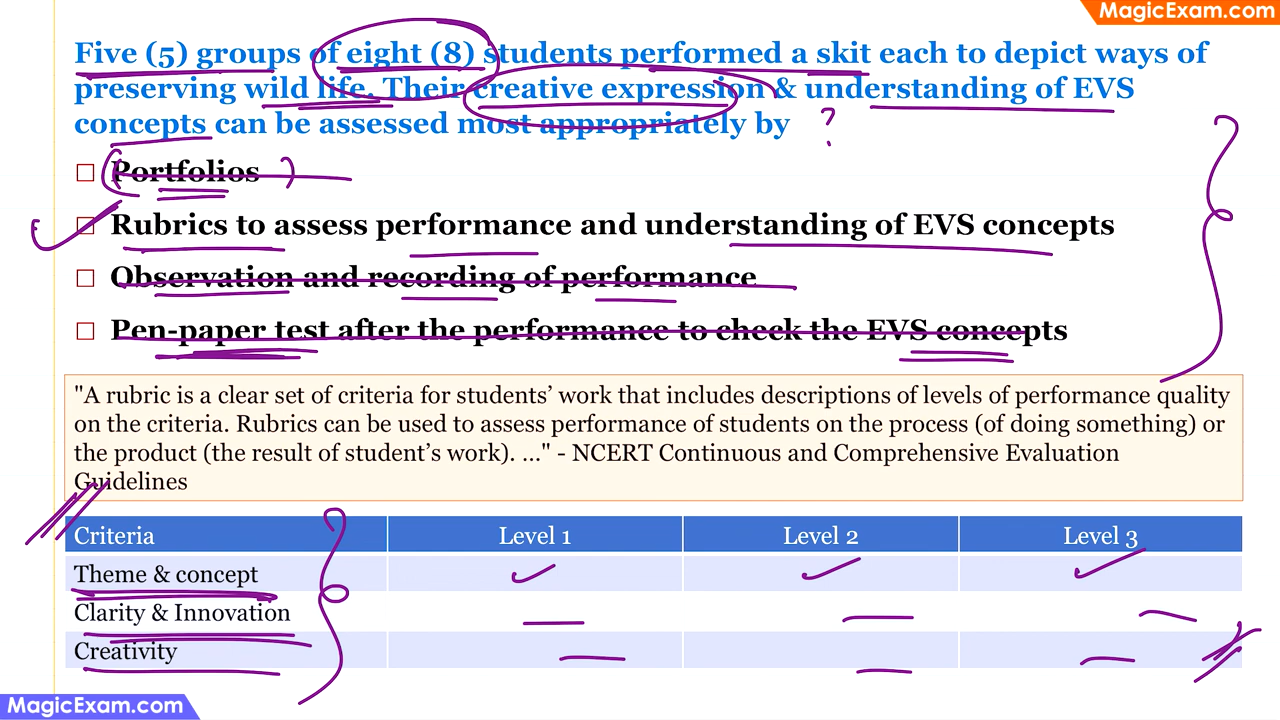 MagicExam.com
Five (5) groups of eight (8) students performed a skit each to depict ways of
preserving wild life. Their creative expression & understanding of EVS
concepts can be assessed most appropriately by ?
Portfolios
Rubrics to assess performance and understanding of EVS concepts
Observation and recording of performance
Pen-paper test after the performance to check the EVS concepts
"A rubric is a clear set of criteria for students’ work that includes descriptions of levels of performance quality
on the criteria. Rubrics can be used to assess performance of students on the process (of doing something) or
the product (the result of student’s work). ..." - NCERT Continuous and Comprehensive Evaluation
Guidelines
Criteria Level 1 Level 2 Level 3
Theme & concept
Clarity & Innovation
Creativity
MagicExam.com